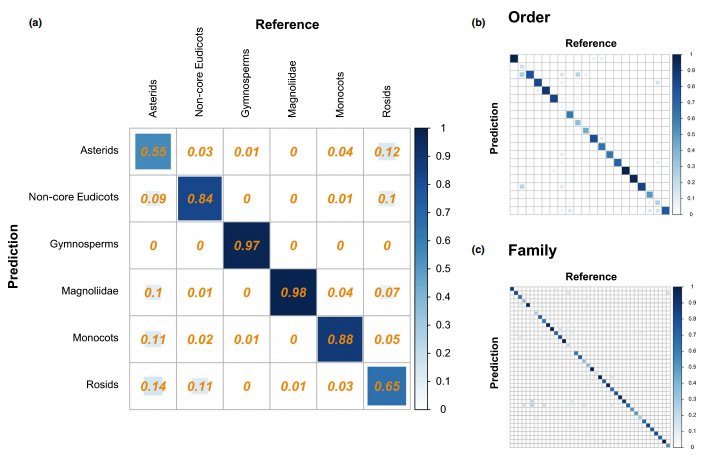 (a)
Reference
Asterids
Non-core Eudicots
Gymnosperms
Magnoliidae
Monocots
Rosids
Prediction
Asterids 0.55 0.03 0.01 0 0.04 0.12
Non-core Eudicots 0.09 0.84 0 0 0.01 0.1
Gymnosperms 0 0 0.97 0 0 0
Magnoliidae 0.1 0.01 0 0.98 0.04 0.07
Monocots 0.11 0.02 0.01 0 0.88 0.05
Rosids 0.14 0.11 0 0.01 0.03 0.65
1
0.9
0.8
0.7
0.6
0.5
0.4
0.3
0.2
0.1
0
(b)
Order
Reference
Prediction
1
0.9
0.8
0.7
0.6
0.5
0.4
0.3
0.2
0.1
0
(c)
Family
Reference
Prediction
1
0.9
0.8
0.7
0.6
0.5
0.4
0.3
0.2
0.1
0